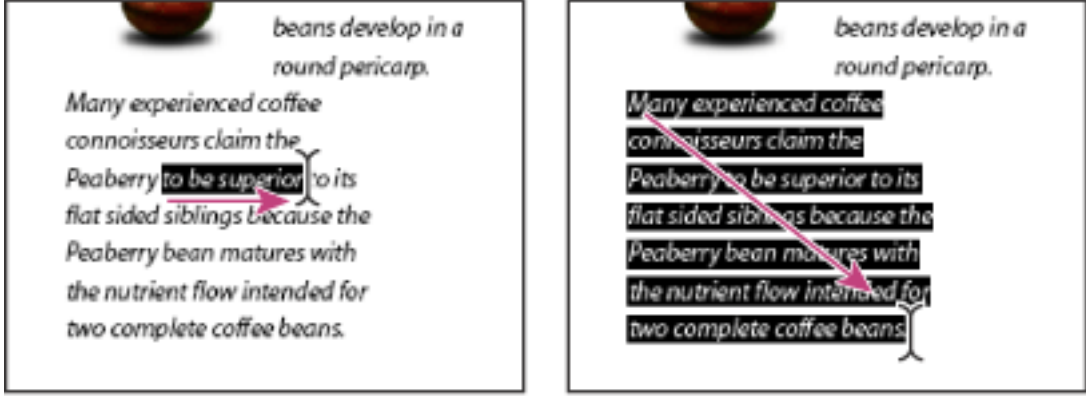 beans develop in a
round pericarp.
Many experienced coffee
connoisseurs claim the
Peaberry to be superior to its
flat sided siblings because the
Peaberry bean matures with
the nutrient flow intended for
two complete coffee beans.
beans develop in a
round pericarp.
Many experienced coffee
connoisseurs claim the
Peaberry to be superior to its
flat sided siblings because the
Peaberry bean matures with
the nutrient flow intended for
two complete coffee beans.